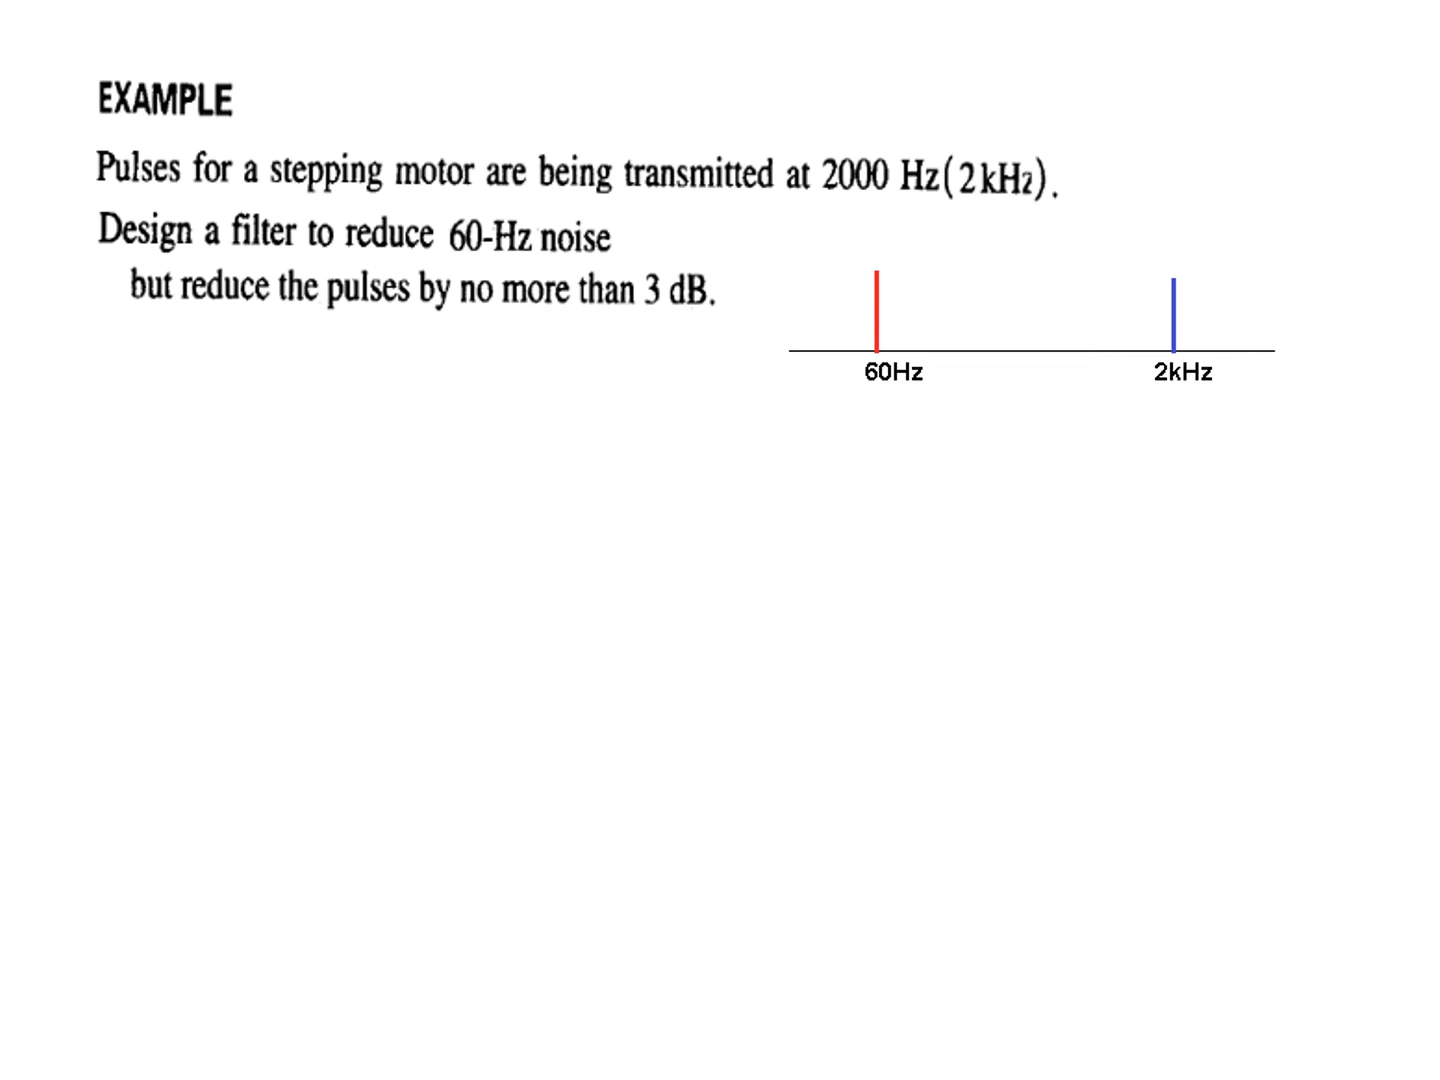 EXAMPLE
Pulses for a stepping motor are being transmitted at 2000 Hz(2kHz).
Design a filter to reduce 60-Hz noise
but reduce the pulses by no more than 3 dB.
60Hz 2kHz